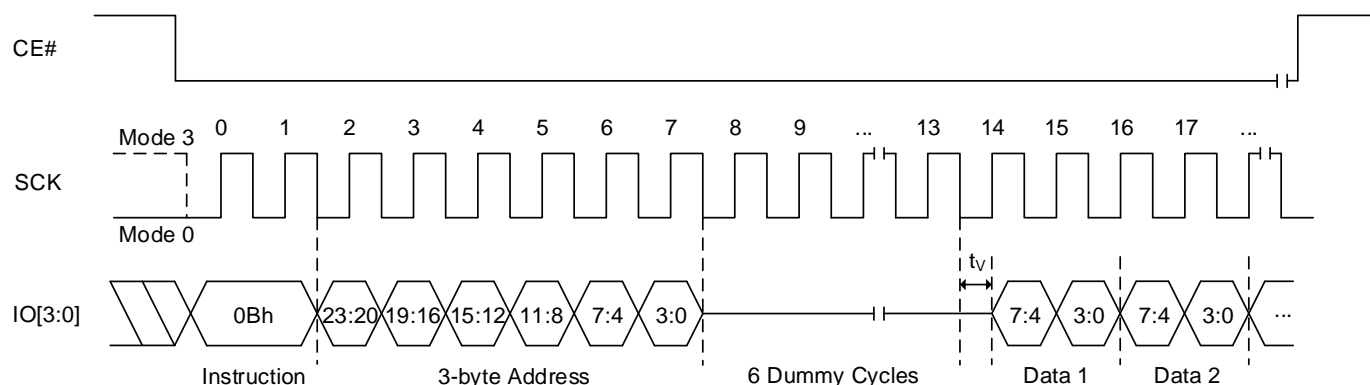 CE#
0 1 2 3 4 5 6 7 8 9 ... 13 14 15 16 17 ...
Mode 3
SCK
Mode 0
tV
IO[3:0] 0Bh 23:20 19:16 15:12 11:8 7:4 3:0 7:4 3:0 7:4 3:0 ...
Instruction 3-byte Address 6 Dummy Cycles Data 1 Data 2